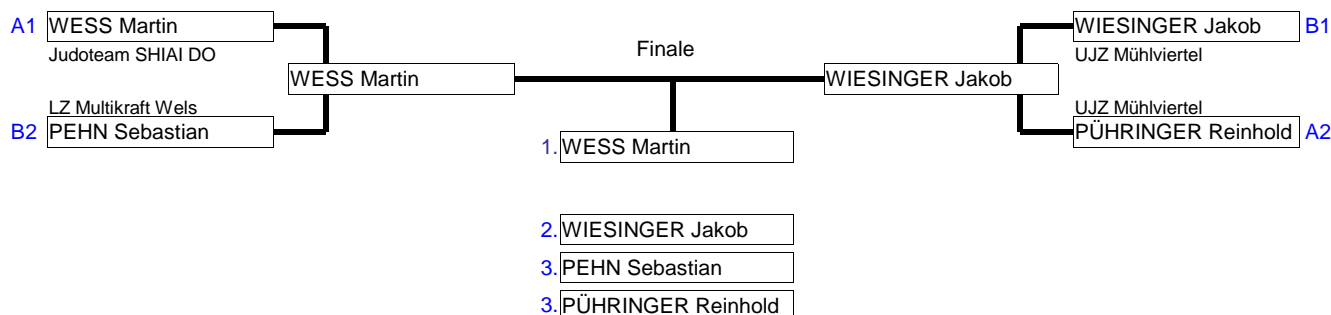 A1 WESS Martin
Judoteam SHIAI DO
WIESINGER Jakob B1
UJZ Mühlviertel
Finale
WESS Martin
WIESINGER Jakob
LZ Multikraft Wels
B2 PEHN Sebastian
UJZ Mühlviertel
PÜHRINGER Reinhold A2
1. WESS Martin
2. WIESINGER Jakob
3. PEHN Sebastian
3. PÜHRINGER Reinhold